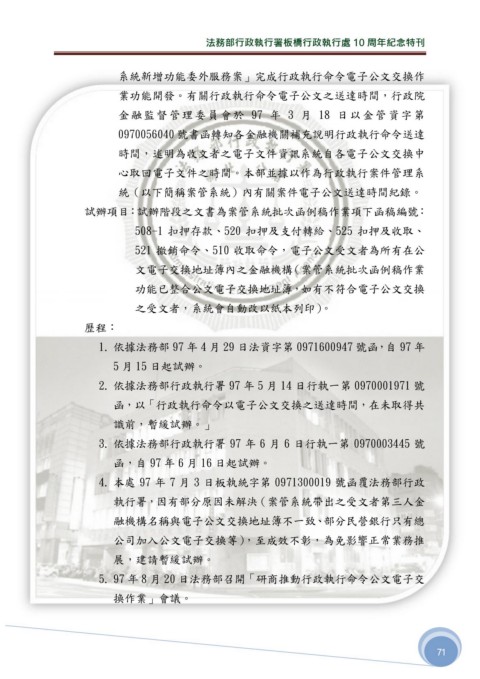 法務部行政執行署板橋行政執行處 10 周年紀念特刊
系統新增功能委外服務案」完成行政執行命令電子公文交換作
業功能開發。有關行政執行命令電子公文之送達時間，行政院
金融監督管理委員會於 97 年 3 月 18 日以金管資字第
0970056040 號書函轉知各金融機關補充說明行政執行命令送達
時間，述明為收文者之電子文件資訊系統自各電子公文交換中
心取回電子文件之時間。本部並據以作為行政執行案件管理系
統（以下簡稱案管系統）內有關案件電子公文送達時間紀錄。
試辦項目：試辦階段之文書為案管系統批次函例稿作業項下函稿編號：
508-1 扣押存款、520 扣押及支付轉給、525 扣押及收取、
521 撤銷命令、510 收取命令，電子公文受文者為所有在公
文電子交換地址簿內之金融機構（案管系統批次函例稿作業
功能已整合公文電子交換地址簿，如有不符合電子公文交換
之受文者，系統會自動改以紙本列印）。
歷程：
1. 依據法務部 97 年 4 月 29 日法資字第 0971600947 號函，自 97 年
5 月 15 日起試辦。
2. 依據法務部行政執行署 97 年 5 月 14 日行執一第 0970001971 號
函，以「行政執行命令以電子公文交換之送達時間，在未取得共
識前，暫緩試辦。」
3. 依據法務部行政執行署 97 年 6 月 6 日行執一第 0970003445 號
函，自 97 年 6 月 16 日起試辦。
4. 本處 97 年 7 月 3 日板執統字第 0971300019 號函覆法務部行政
執行署，因有部分原因未解決（案管系統帶出之受文者第三人金
融機構名稱與電子公文交換地址簿不一致、部分民營銀行只有總
公司加入公文電子交換等），至成效不彰，為免影響正常業務推
展，建請暫緩試辦。
5. 97 年 8 月 20 日法務部召開「研商推動行政執行命令公文電子交
換作業」會議。
71